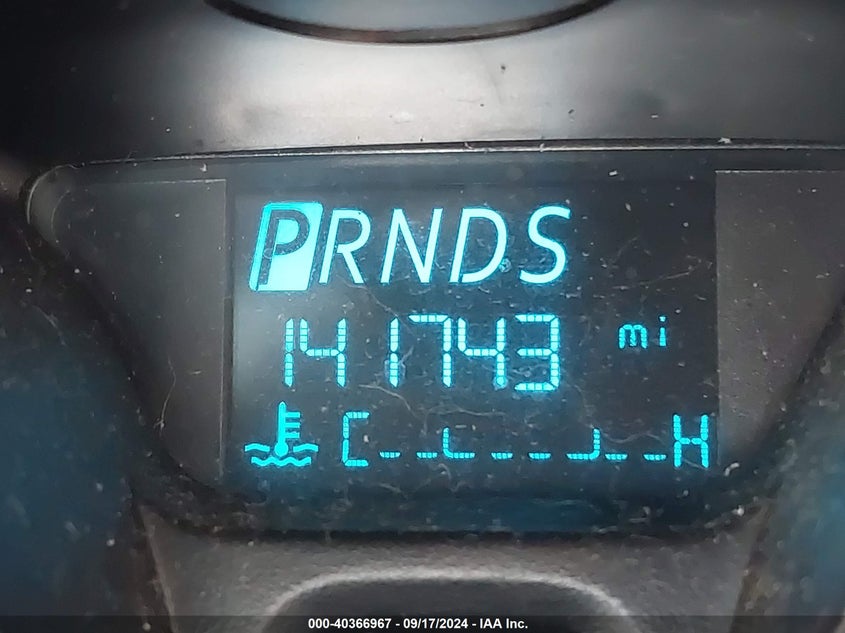 PRNDS
141743 mi
C H
000-40366967 - 09/17/2024 - IAA Inc.